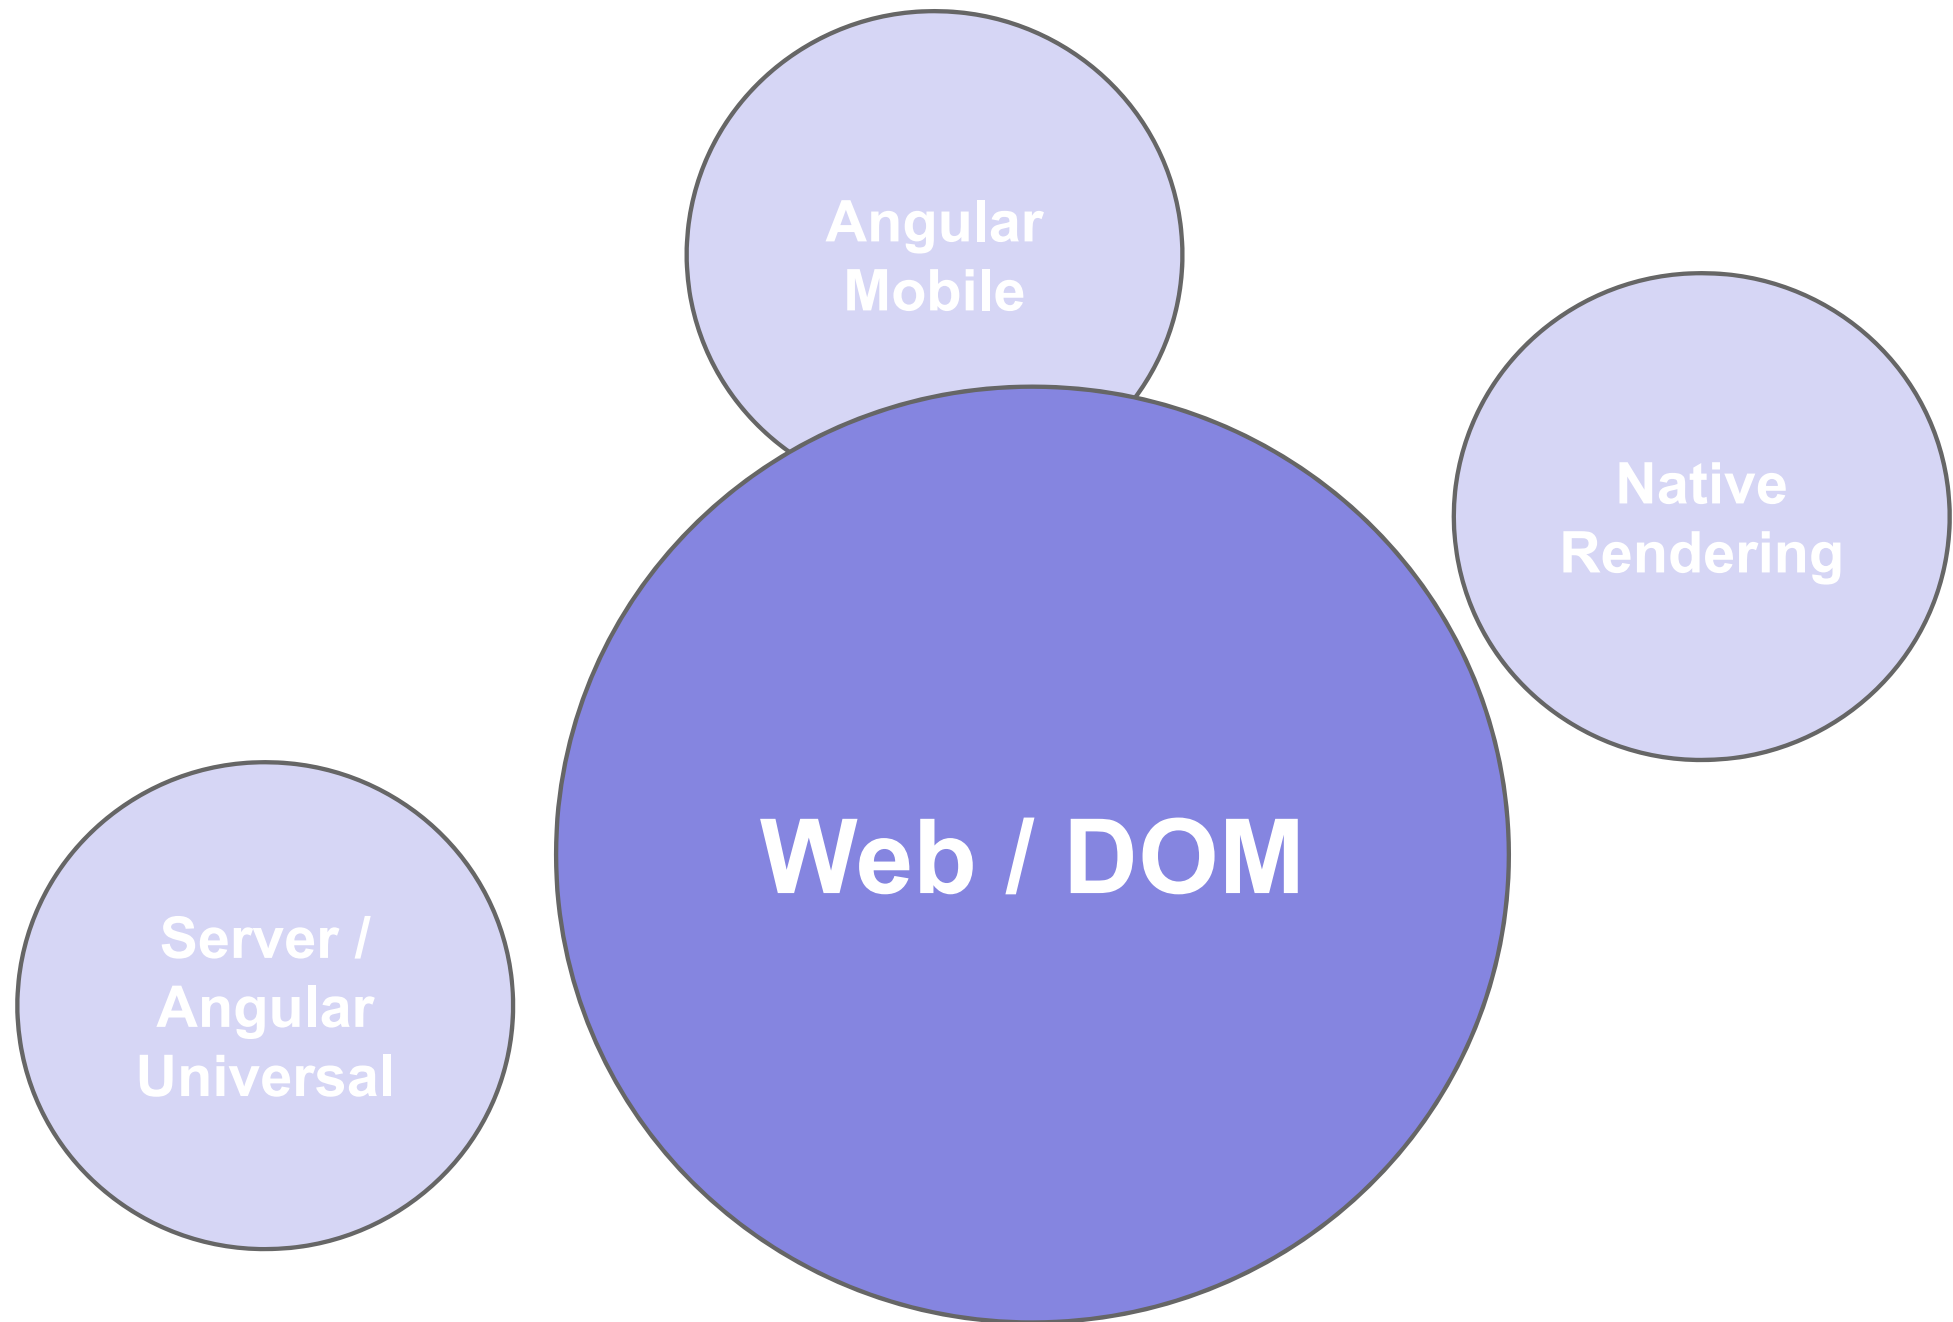 Angular
Mobile
Native
Rendering
Web / DOM
Server /
Angular
Universal